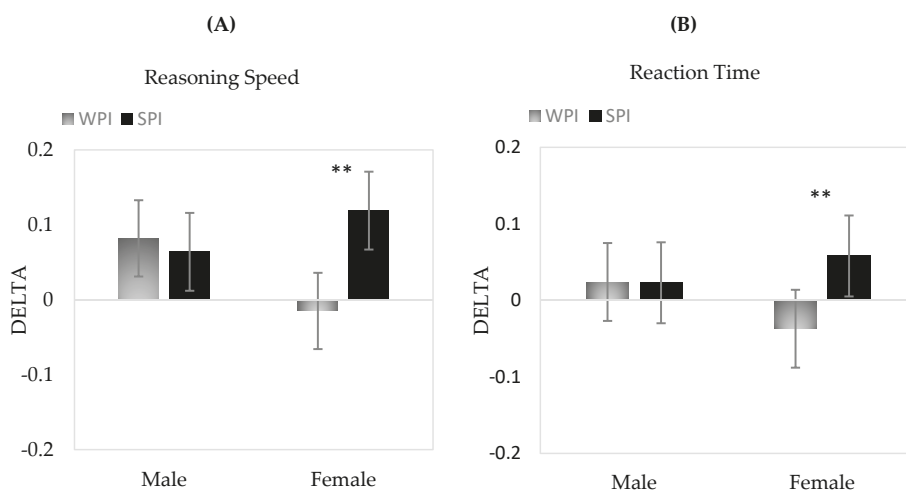 (A)
Reasoning Speed
WPI SPI
0.2
0.1
0
-0.1
-0.2
DELTA
**
Male Female
(B)
Reaction Time
WPI SPI
0.2
0.1
0
-0.1
-0.2
DELTA
**
Male Female